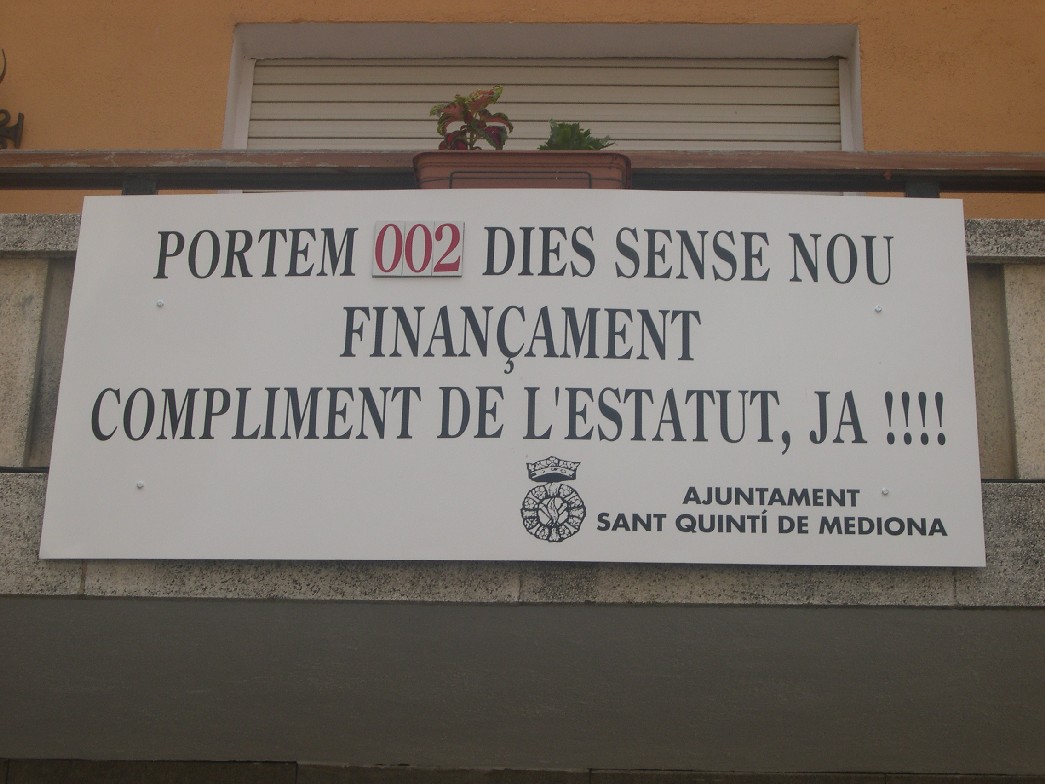 PORTEM 002 DIES SENSE NOU
FINANÇAMENT
COMPLIMENT DE L'ESTATUT, JA !!!!
AJUNTAMENT
SANT QUINTÍ DE MEDIONA